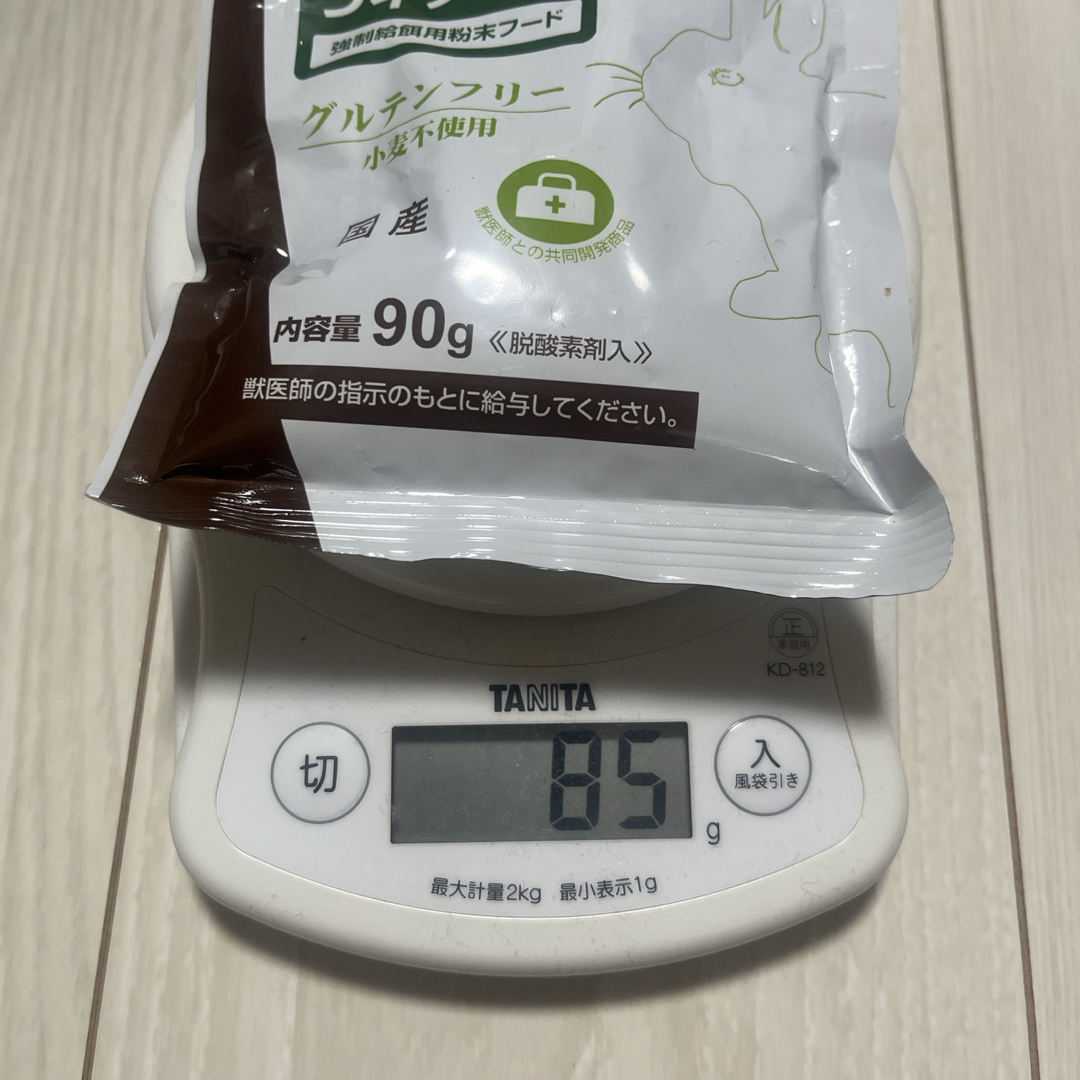 強制給餌用粉末フード
グルテンフリー
小麦不使用
国産
獣医師との共同開発商品
内容量 90g 《脱酸素剤入》
獣医師の指示のもとに給与してください。
正
家庭用
KD-812
TANITA
切
85
g
入
風袋引き
最大計量2kg 最小表示1g